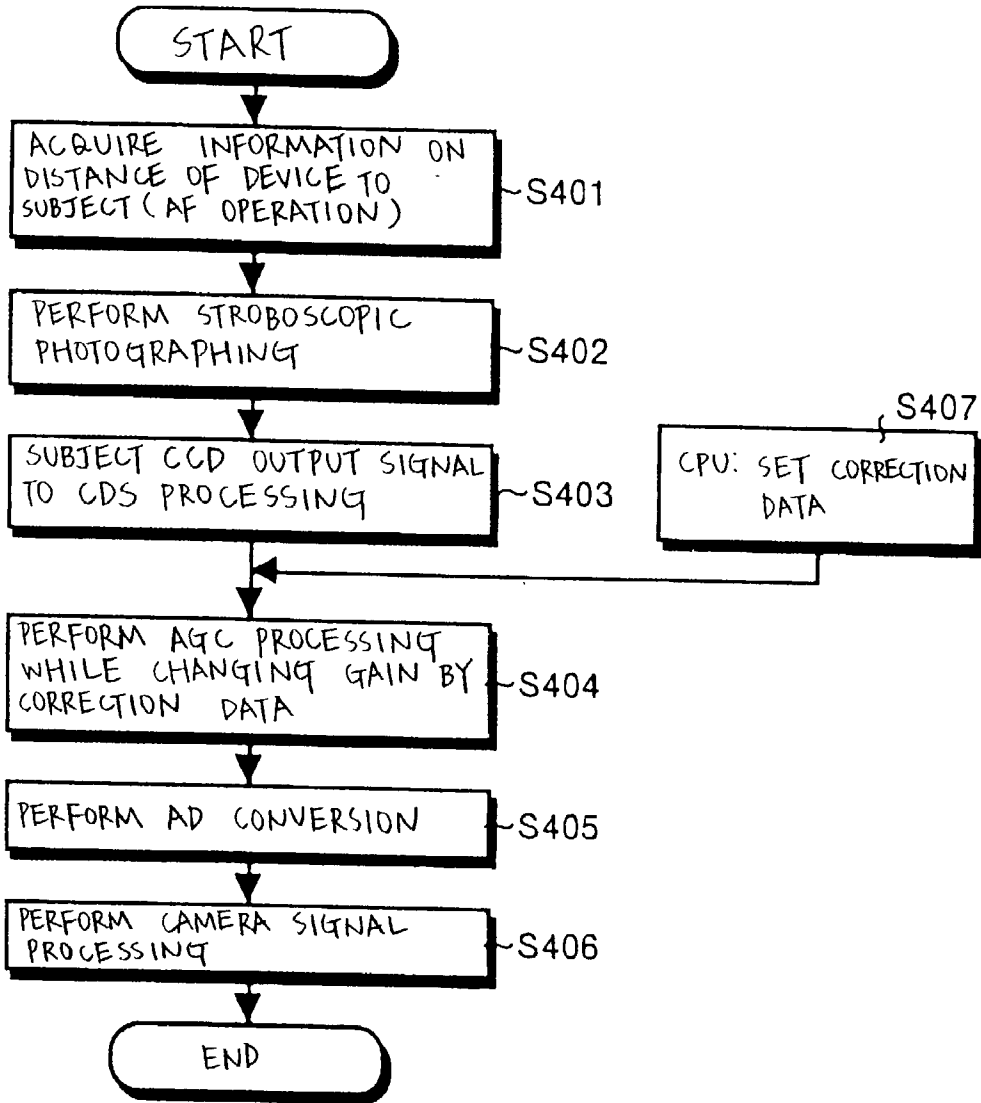 START
ACQUIRE INFORMATION ON
DISTANCE OF DEVICE TO
SUBJECT (AF OPERATION)
S401
PERFORM STROBOSCOPIC
PHOTOGRAPHING
S402
SUBJECT CCD OUTPUT SIGNAL
TO CDS PROCESSING
S403
S407
CPU: SET CORRECTION
DATA
PERFORM AGC PROCESSING
WHILE CHANGING GAIN BY
CORRECTION DATA
S404
PERFORM AD CONVERSION
S405
PERFORM CAMERA SIGNAL
PROCESSING
S406
END